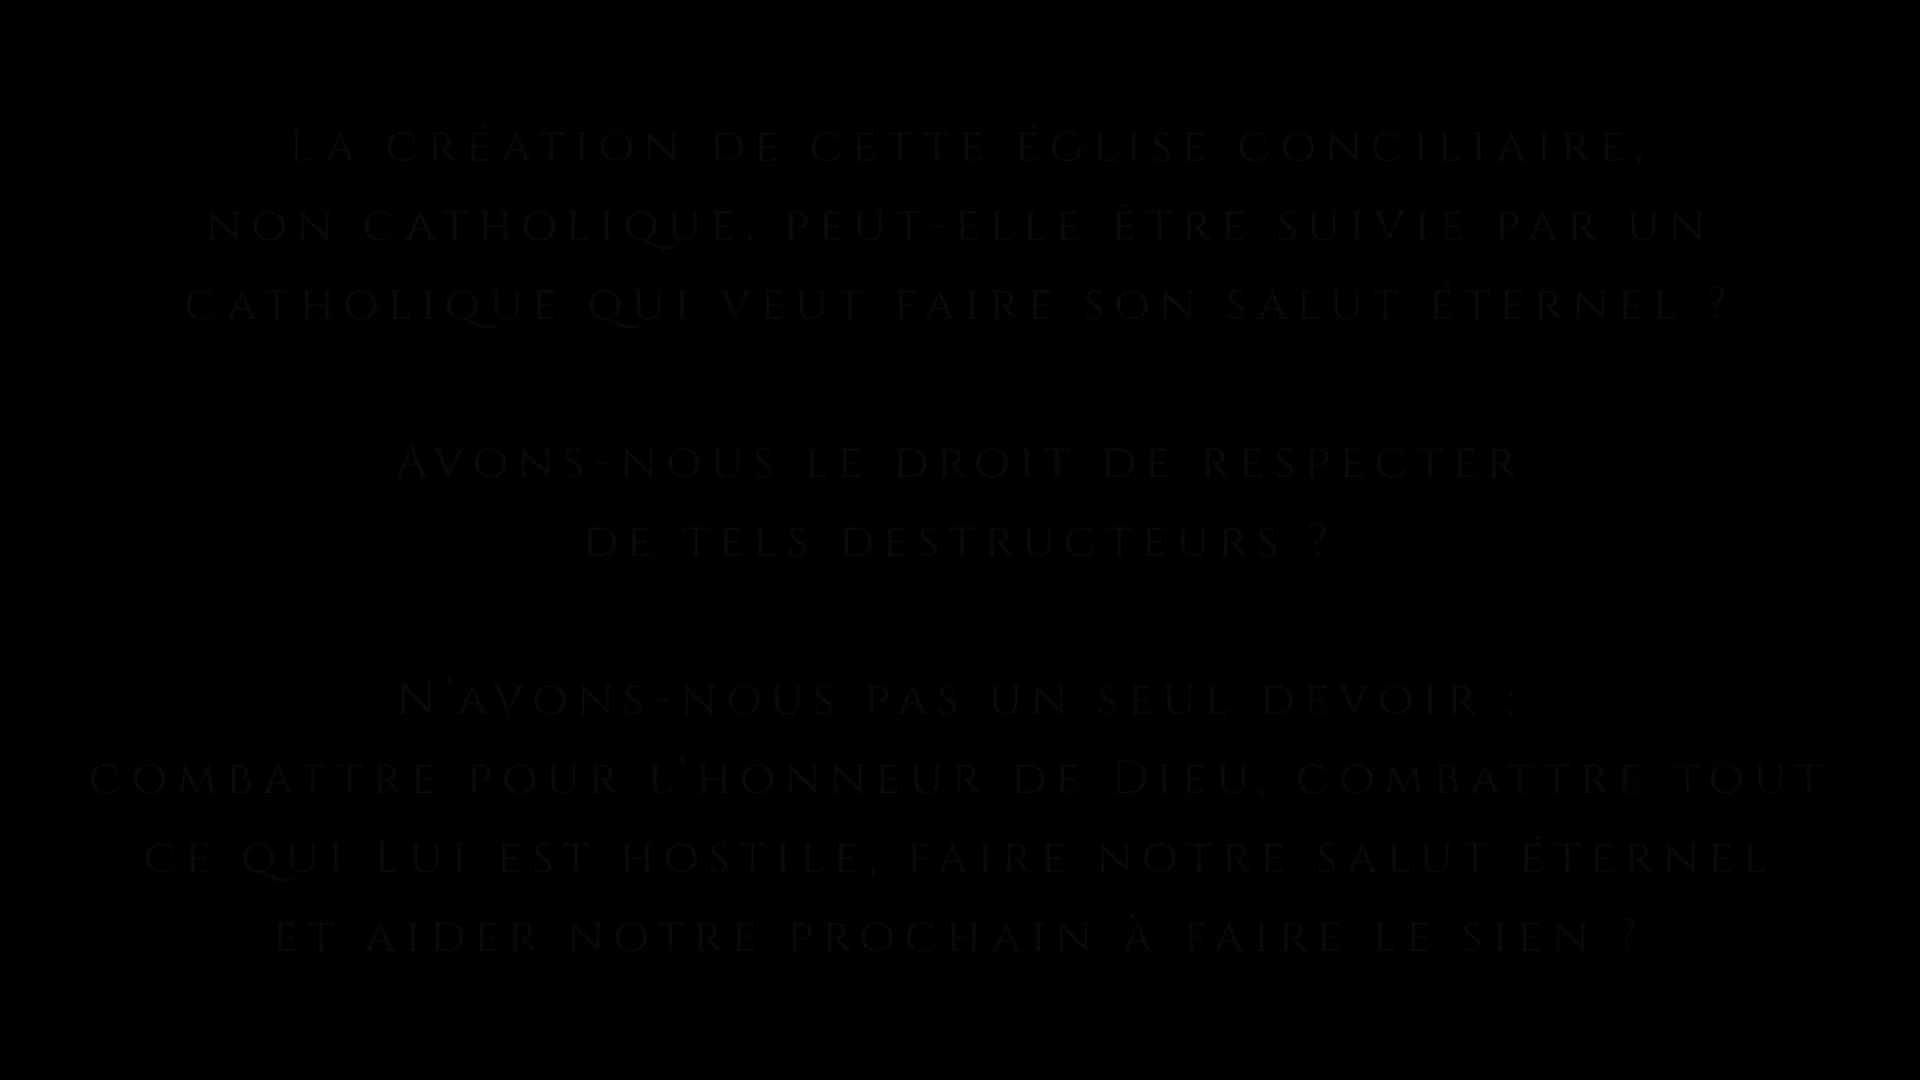 La création de cette église conciliaire,
non catholique, peut-elle être suivie par un
catholique qui veut faire son salut éternel ?
Avons-nous le droit de respecter
de tels destructeurs ?
N'avons-nous pas un seul devoir :
combattre pour l'honneur de Dieu, combattre tout
ce qui Lui est hostile, faire notre salut éternel
et aider notre prochain à faire le sien ?